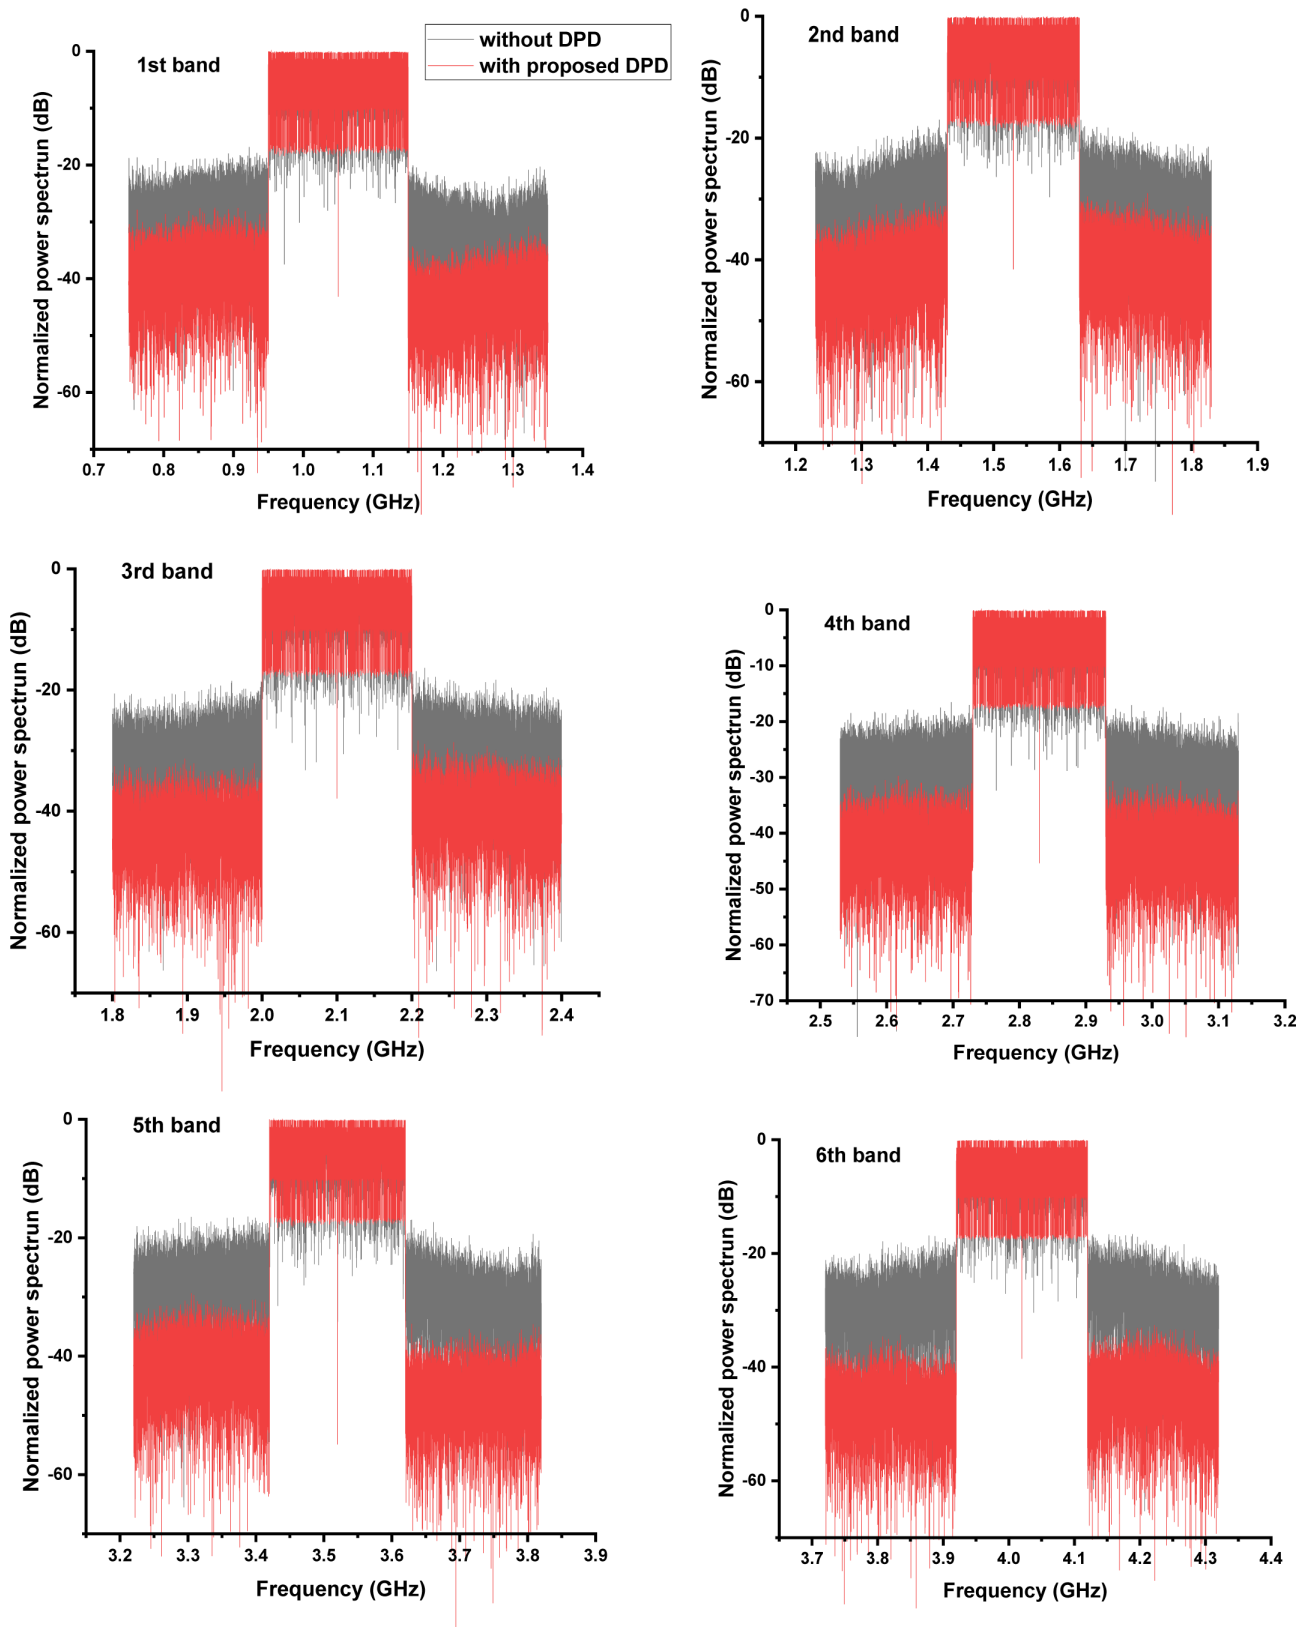 1st band
without DPD
with proposed DPD
Normalized power spectrun (dB)
0
-20
-40
-60
0.7 0.8 0.9 1.0 1.1 1.2 1.3 1.4
Frequency (GHz)
2nd band
Normalized power spectrun (dB)
0
-20
-40
-60
1.2 1.3 1.4 1.5 1.6 1.7 1.8 1.9
Frequency (GHz)
3rd band
Normalized power spectrun (dB)
0
-20
-40
-60
1.8 1.9 2.0 2.1 2.2 2.3 2.4
Frequency (GHz)
4th band
Normalized power spectrun (dB)
0
-10
-20
-30
-40
-50
-60
-70
2.5 2.6 2.7 2.8 2.9 3.0 3.1 3.2
Frequency (GHz)
5th band
Normalized power spectrun (dB)
0
-20
-40
-60
3.2 3.3 3.4 3.5 3.6 3.7 3.8 3.9
Frequency (GHz)
6th band
Normalized power spectrun (dB)
0
-20
-40
-60
3.7 3.8 3.9 4.0 4.1 4.2 4.3 4.4
Frequency (GHz)